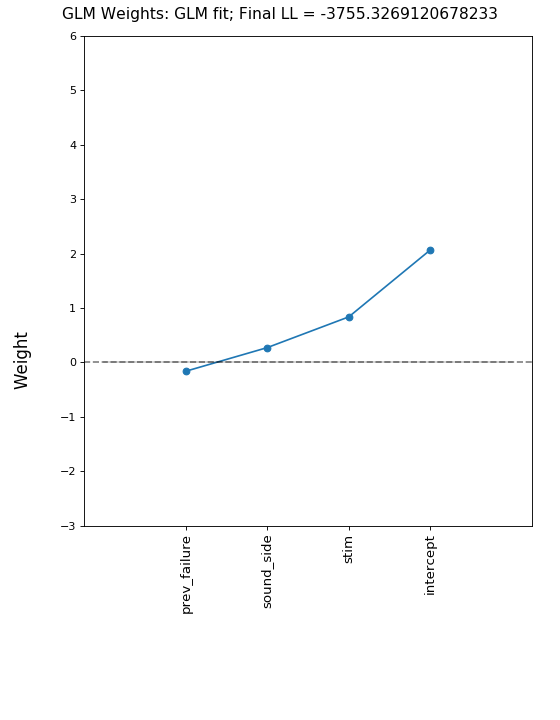 GLM Weights: GLM fit; Final LL = -3755.3269120678233
6
5
4
3
2
1
0
−1
−2
−3
Weight
prev_failure
sound_side
stim
intercept